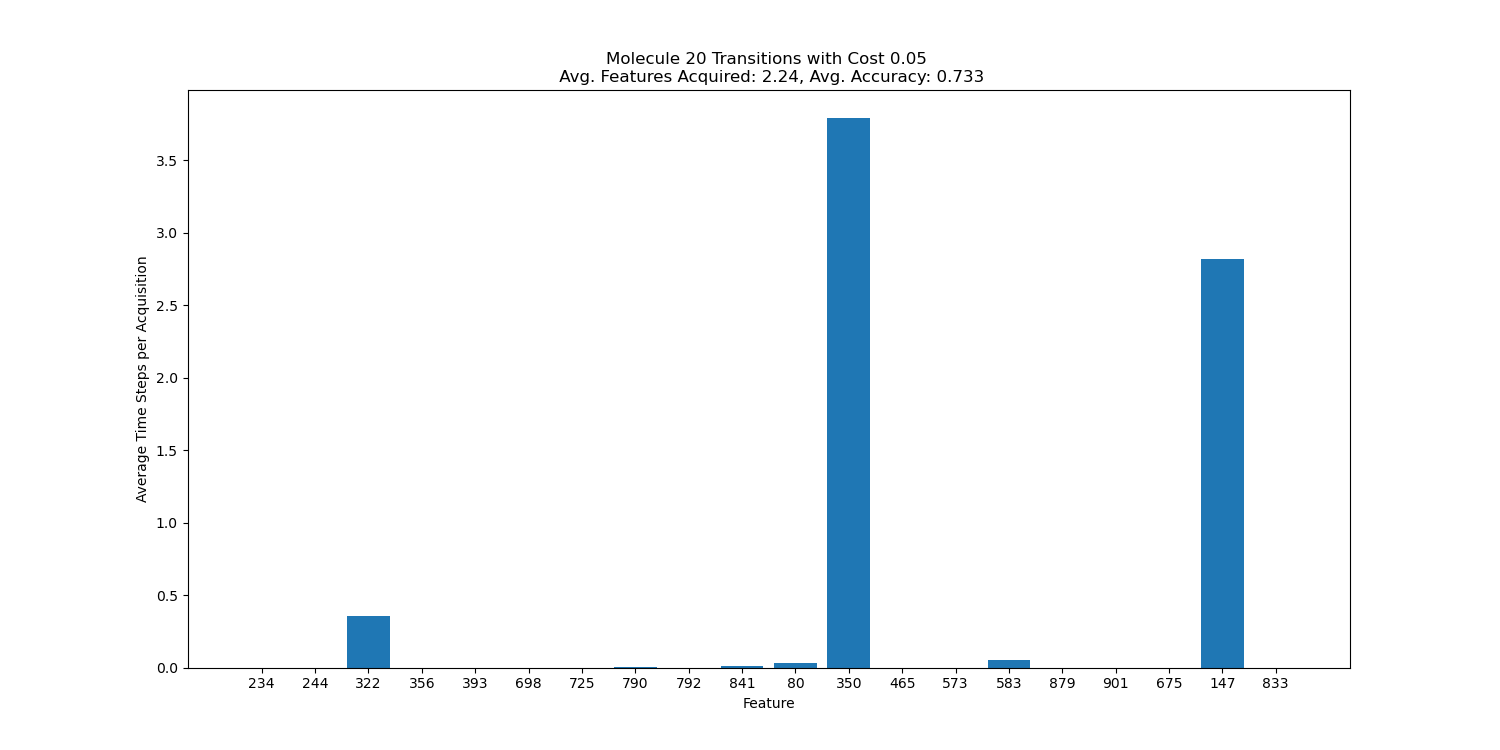 Molecule 20 Transitions with Cost 0.05
Avg. Features Acquired: 2.24, Avg. Accuracy: 0.733
Average Time Steps per Acquisition
3.5
3.0
2.5
2.0
1.5
1.0
0.5
0.0
234 244 322 356 393 698 725 790 792 841 80 350 465 573 583 879 901 675 147 833
Feature